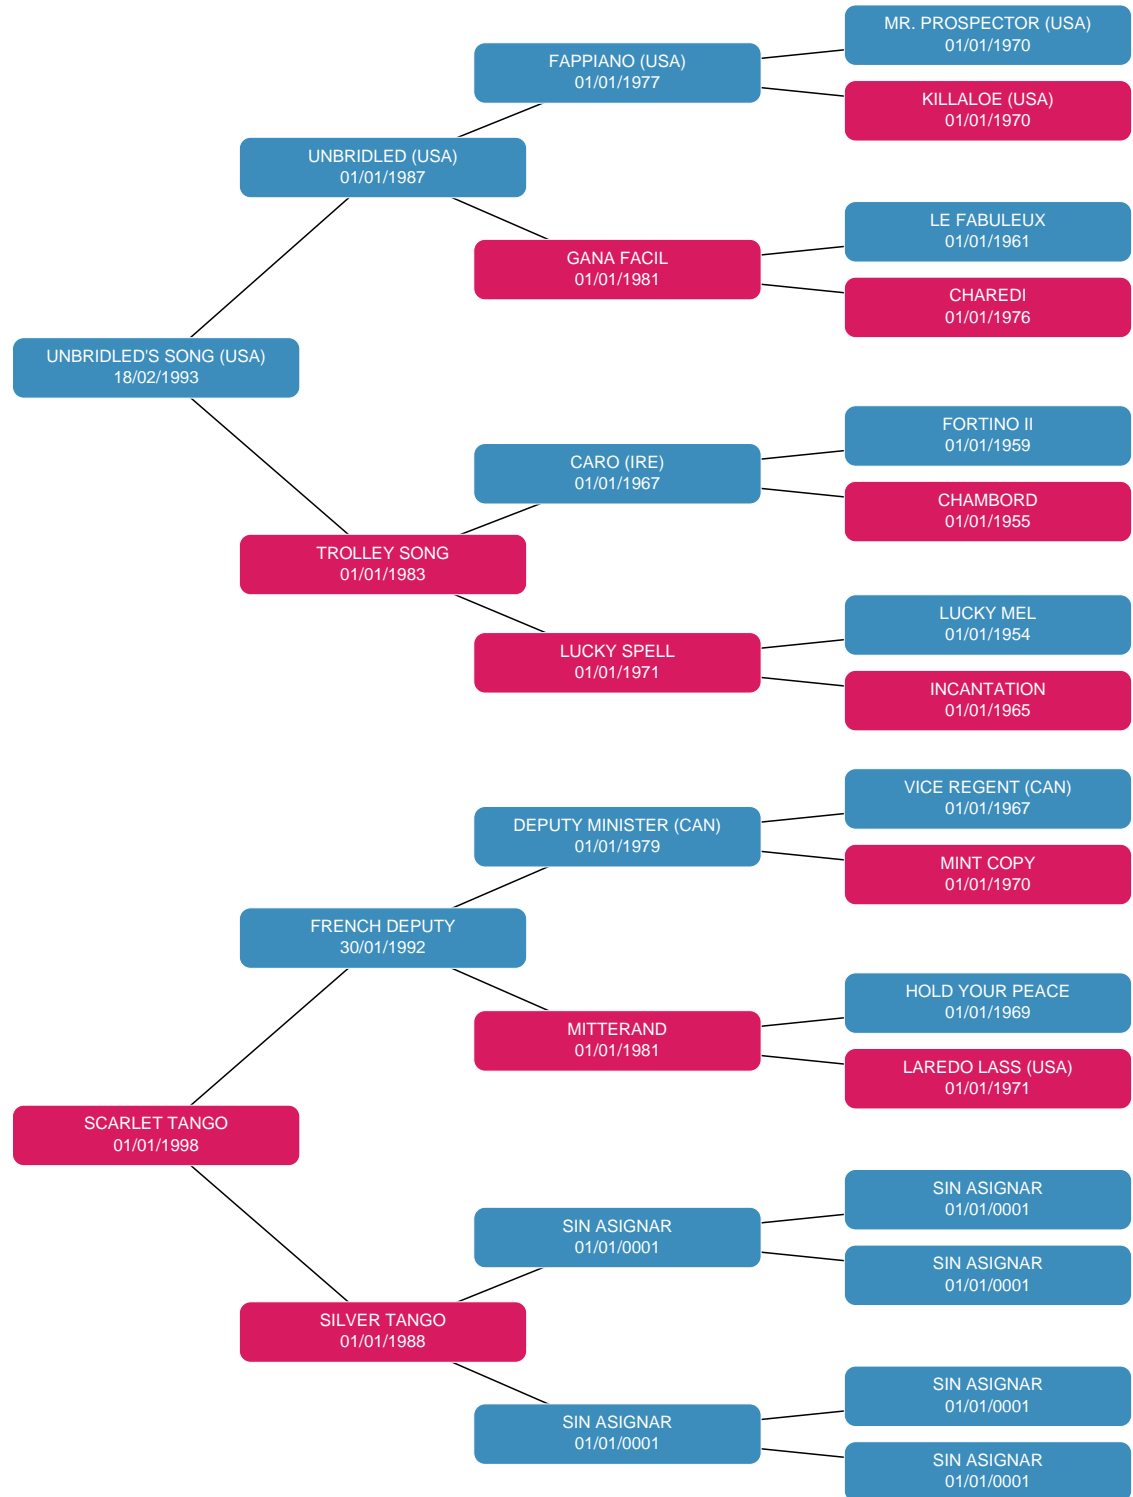 MR. PROSPECTOR (USA)
01/01/1970
FAPPIANO (USA)
01/01/1977
KILLALOE (USA)
01/01/1970
UNBRIDLED (USA)
01/01/1987
LE FABULEUX
01/01/1961
GANA FACIL
01/01/1981
CHAREDI
01/01/1976
UNBRIDLED'S SONG (USA)
18/02/1993
FORTINO II
01/01/1959
CARO (IRE)
01/01/1967
CHAMBORD
01/01/1955
TROLLEY SONG
01/01/1983
LUCKY MEL
01/01/1954
LUCKY SPELL
01/01/1971
INCANTATION
01/01/1965
VICE REGENT (CAN)
01/01/1967
DEPUTY MINISTER (CAN)
01/01/1979
MINT COPY
01/01/1970
FRENCH DEPUTY
30/01/1992
HOLD YOUR PEACE
01/01/1969
MITTERAND
01/01/1981
LAREDO LASS (USA)
01/01/1971
SCARLET TANGO
01/01/1998
SIN ASIGNAR
01/01/0001
SIN ASIGNAR
01/01/0001
SIN ASIGNAR
01/01/0001
SILVER TANGO
01/01/1988
SIN ASIGNAR
01/01/0001
SIN ASIGNAR
01/01/0001
SIN ASIGNAR
01/01/0001